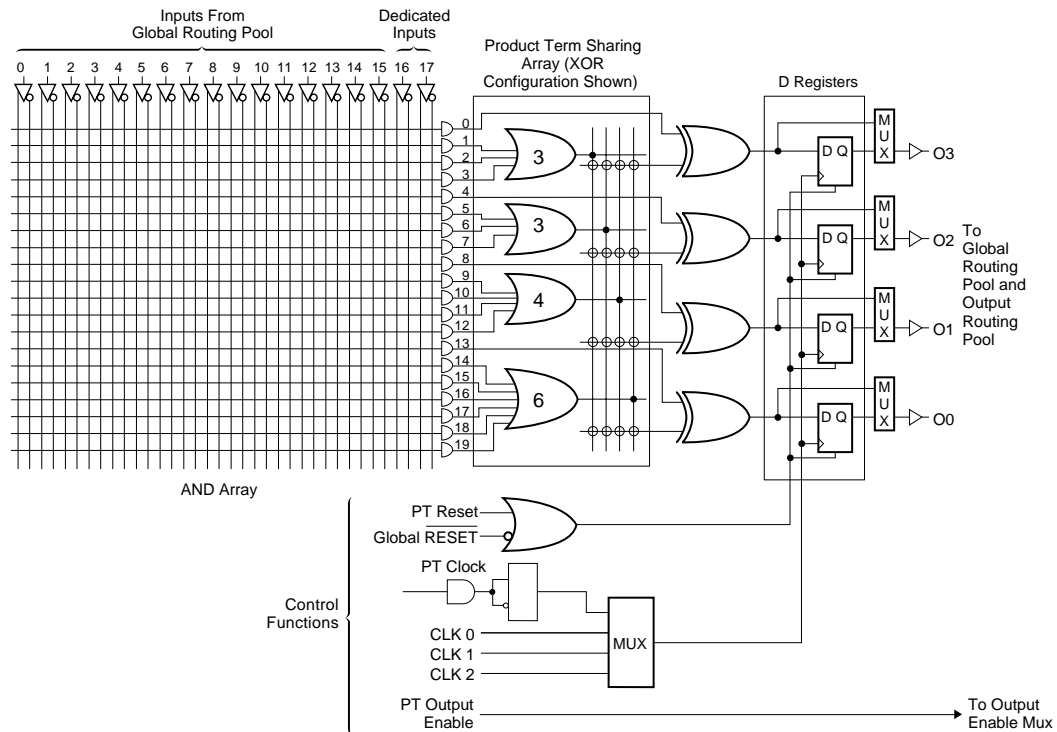 Inputs From
Global Routing Pool
Dedicated
Inputs
0 1 2 3 4 5 6 7 8 9 10 11 12 13 14 15 16 17
Product Term Sharing
Array (XOR
Configuration Shown)
D Registers
0
1
2
3
4
5
6
7
8
9
10
11
12
13
14
15
16
17
18
19
3
3
4
6
D Q
D Q
D Q
D Q
MUX
MUX
MUX
MUX
O3
O2
O1
O0
To
Global
Routing
Pool and
Output
Routing
Pool
AND Array
Control
Functions
PT Reset
Global RESET
PT Clock
CLK 0
CLK 1
CLK 2
MUX
PT Output
Enable
To Output
Enable Mux